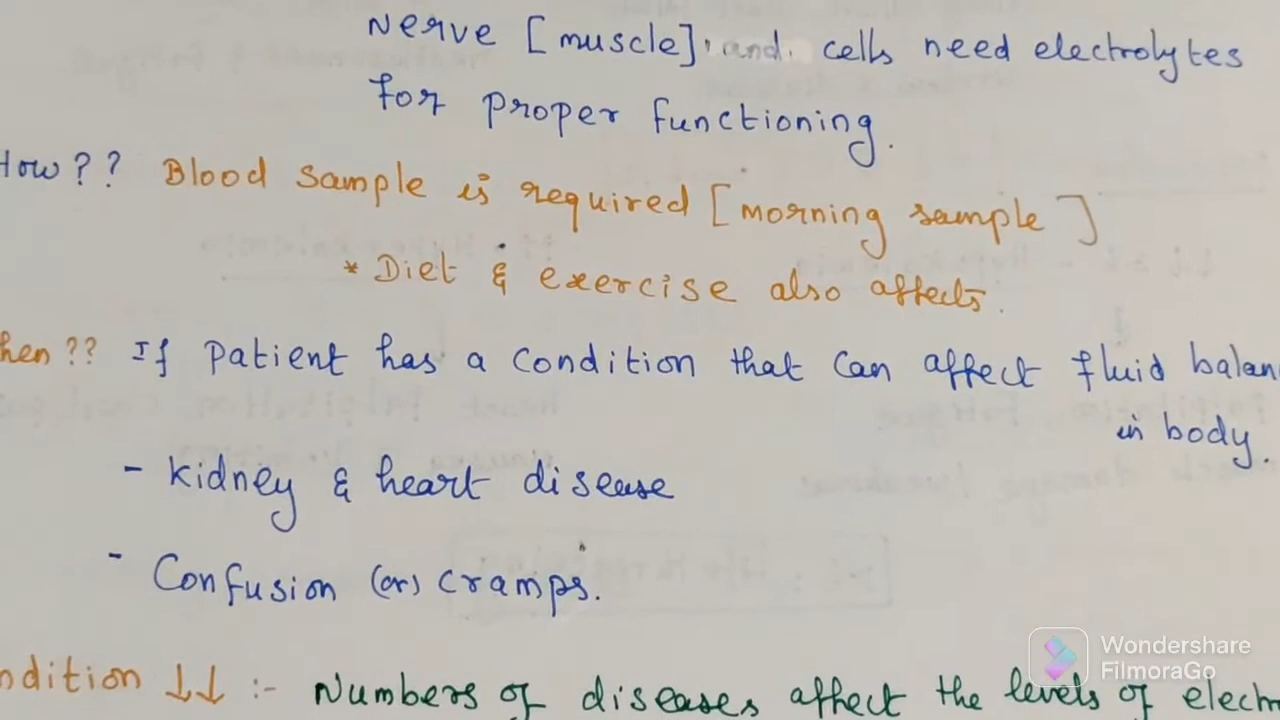 Nerve [muscle], and. cells need electrolytes
for proper functioning.
How?? Blood sample is required [morning sample]
* Diet & exercise also affects.
hen ?? If patient has a condition that can affect fluid balan
in body.
- kidney & heart disease
- Confusion (or) cramps.
ndition ↓↓ :- Numbers of diseases affect the levels of electr
Wondershare
FilmoraGo